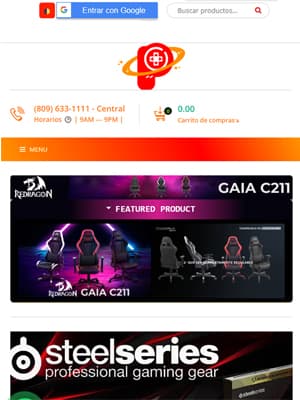 Entrar con Google
Buscar productos...
(809) 633-1111 - Central
Horarios | 9AM — 9PM |
0
0.00
Carrito de compras
MENU
REDRAGON
GAIA C211
FEATURED PRODUCT
REDRAGON
GAIA C211
steelseries
professional gaming gear